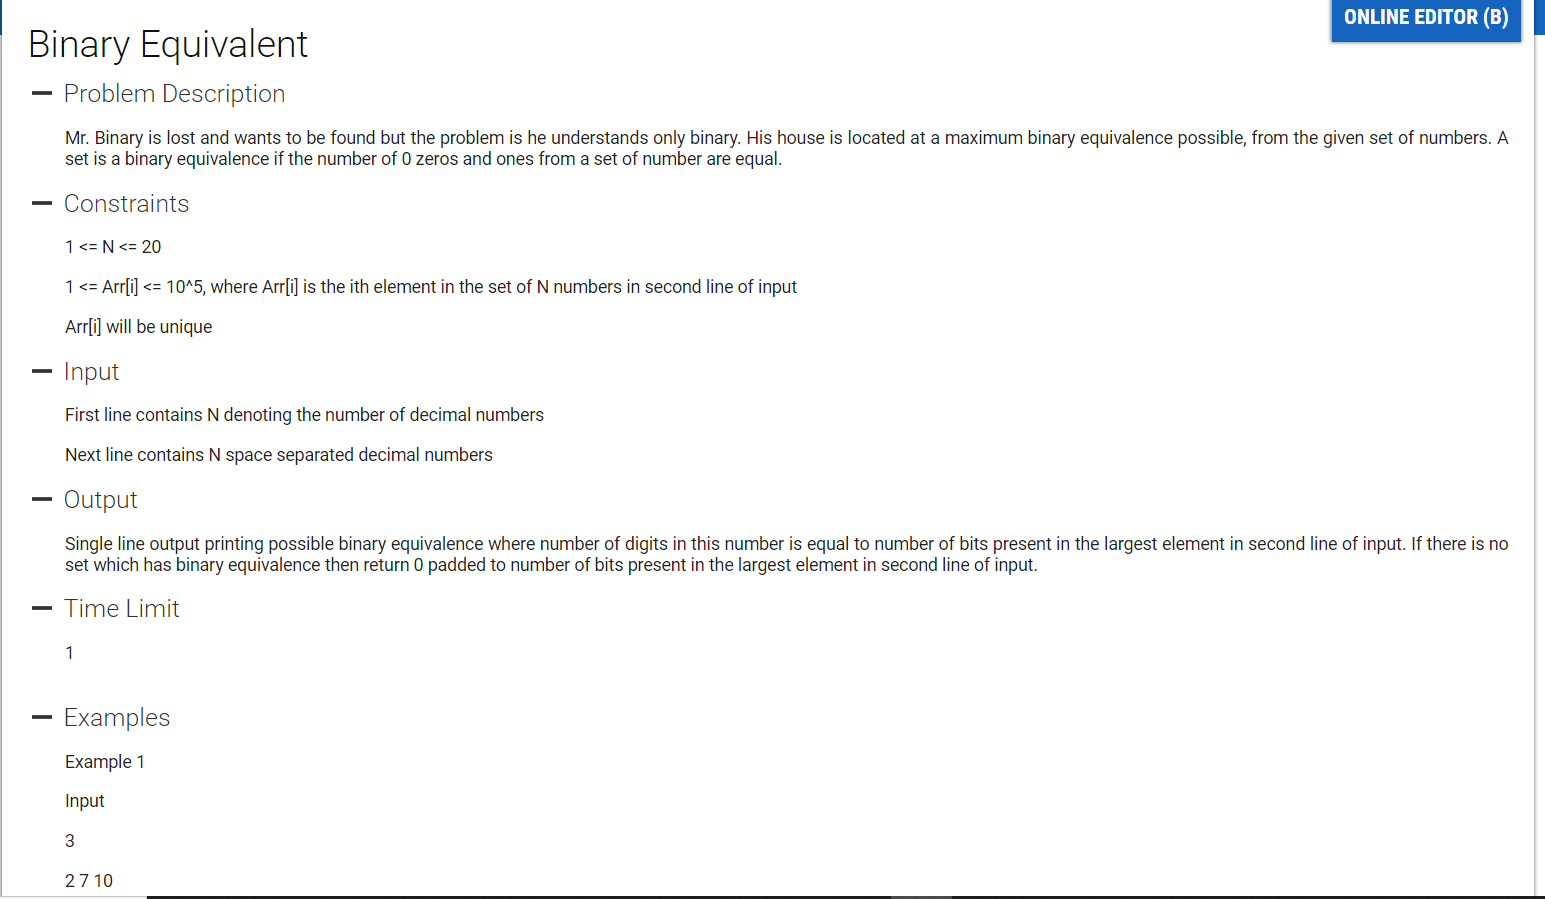 ONLINE EDITOR (B)
Binary Equivalent
Problem Description
Mr. Binary is lost and wants to be found but the problem is he understands only binary. His house is located at a maximum binary equivalence possible, from the given set of numbers. A
set is a binary equivalence if the number of 0 zeros and ones from a set of number are equal.
Constraints
1 <= N <= 20
1 <= Arr[i] <= 10^5, where Arr[i] is the ith element in the set of N numbers in second line of input
Arr[i] will be unique
Input
First line contains N denoting the number of decimal numbers
Next line contains N space separated decimal numbers
Output
Single line output printing possible binary equivalence where number of digits in this number is equal to number of bits present in the largest element in second line of input. If there is no
set which has binary equivalence then return 0 padded to number of bits present in the largest element in second line of input.
Time Limit
1
Examples
Example 1
Input
3
2 7 10